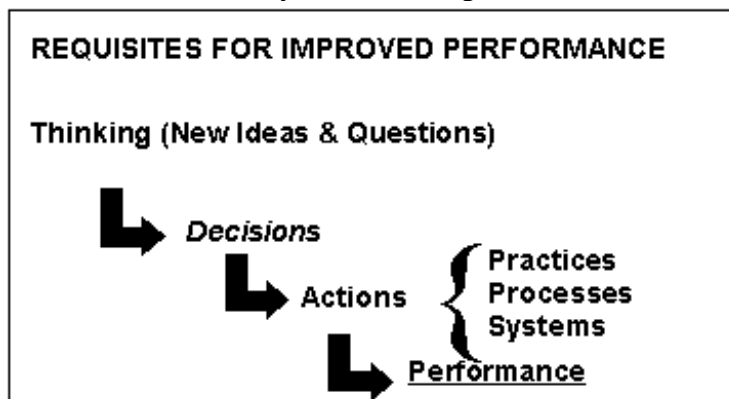 REQUISITES FOR IMPROVED PERFORMANCE
Thinking (New Ideas & Questions)
Decisions
Actions
Practices
Processes
Systems
Performance